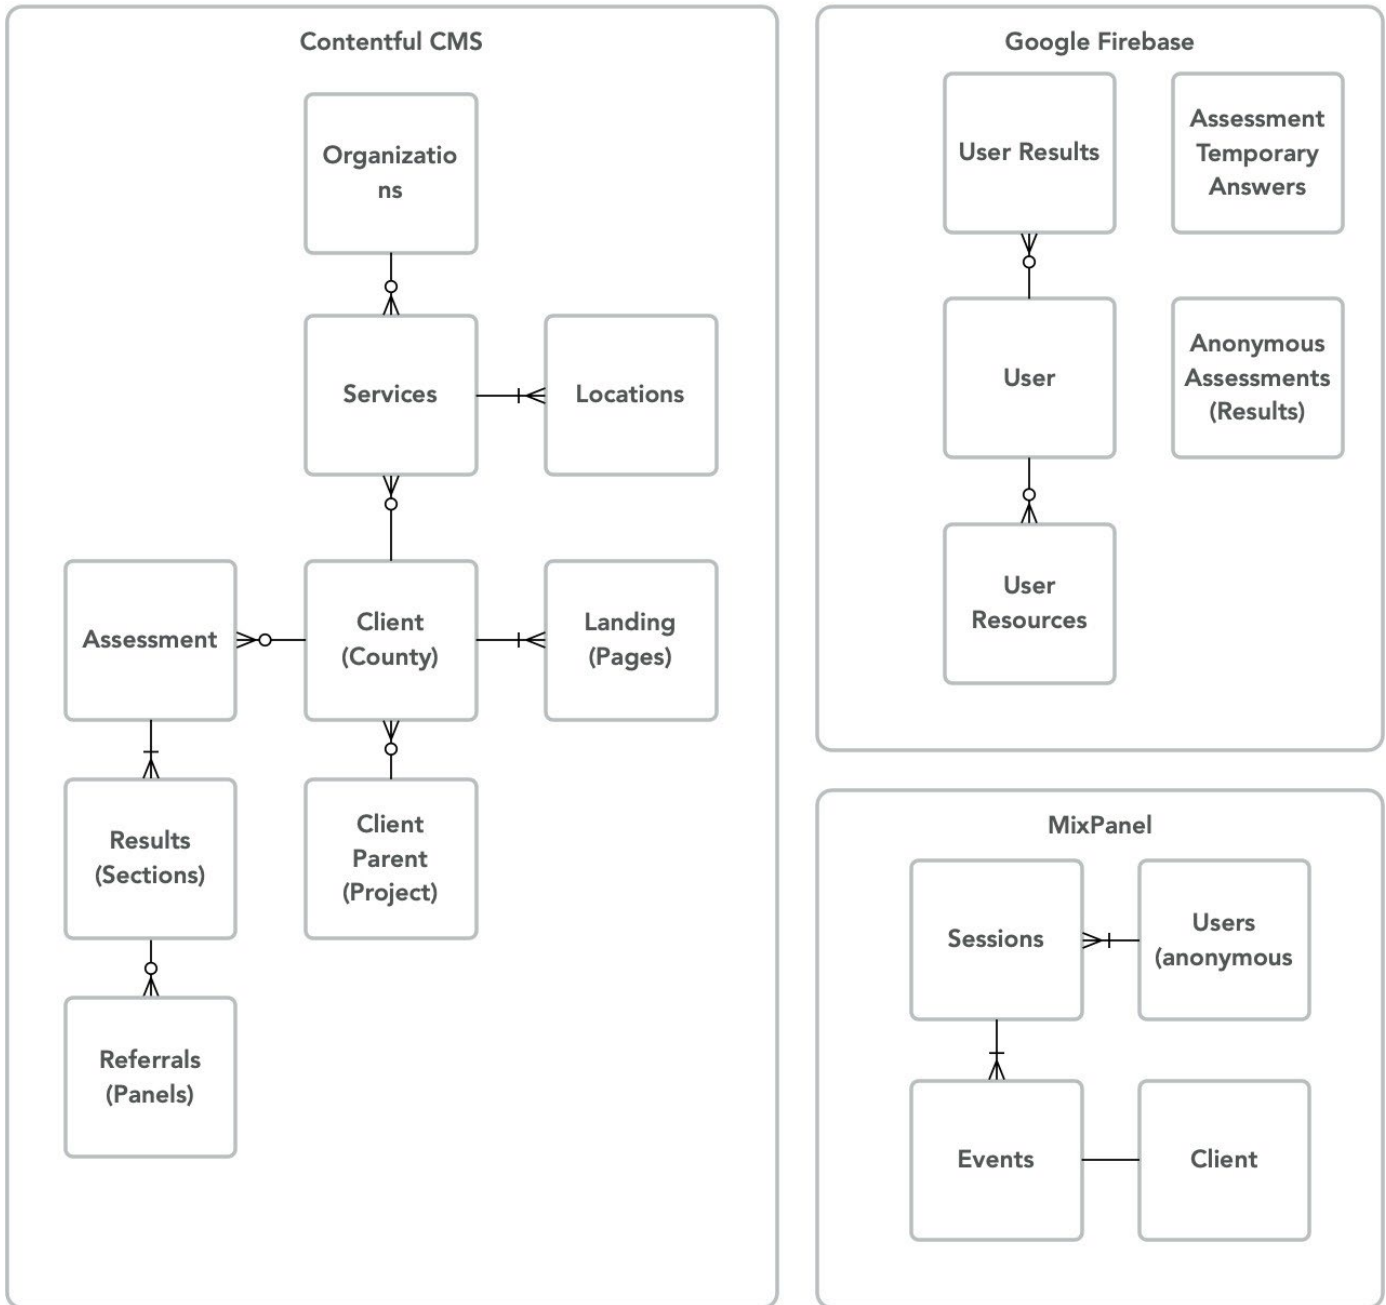 Contentful CMS
Organizatio
ns
Services
Locations
Assessment
Client
(County)
Landing
(Pages)
Results
(Sections)
Client
Parent
(Project)
Referrals
(Panels)
Google Firebase
User Results
Assessment
Temporary
Answers
User
Anonymous
Assessments
(Results)
User
Resources
MixPanel
Sessions
Users
(anonymous
Events
Client